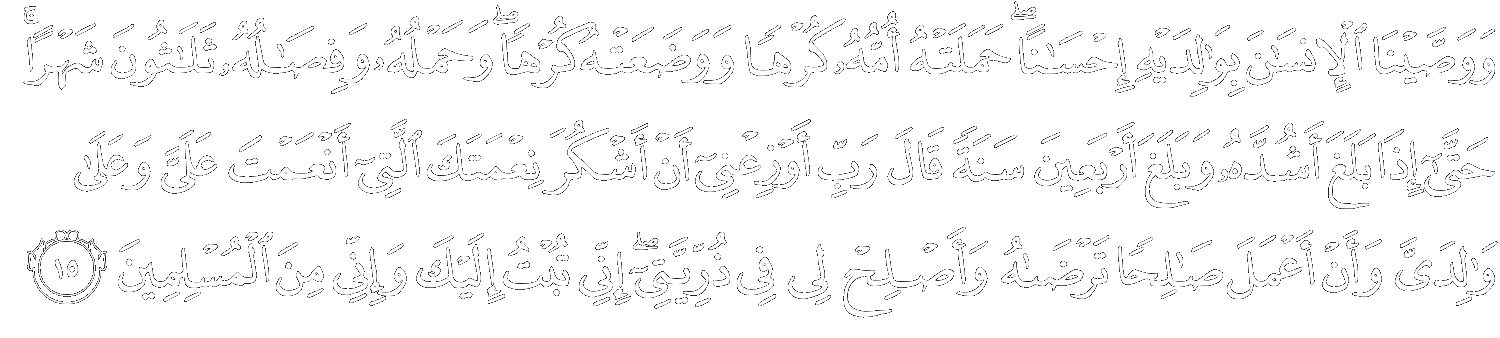 وَوَصَّيْنَا ٱلْإِنسَـٰنَ بِوَٰلِدَيْهِ إِحْسَـٰنًا ۖ حَمَلَتْهُ أُمُّهُۥ كُرْهًا وَوَضَعَتْهُ كُرْهًا ۖ وَحَمْلُهُۥ وَفِصَـٰلُهُۥ ثَلَـٰثُونَ شَهْرًا ۚ
حَتَّىٰٓ إِذَا بَلَغَ أَشُدَّهُۥ وَبَلَغَ أَرْبَعِينَ سَنَةً قَالَ رَبِّ أَوْزِعْنِىٓ أَنْ أَشْكُرَ نِعْمَتَكَ ٱلَّتِىٓ أَنْعَمْتَ عَلَىَّ وَعَلَىٰ
وَٰلِدَىَّ وَأَنْ أَعْمَلَ صَـٰلِحًا تَرْضَىٰهُ وَأَصْلِحْ لِى فِى ذُرِّيَّتِىٓ ۖ إِنِّى تُبْتُ إِلَيْكَ وَإِنِّى مِنَ ٱلْمُسْلِمِينَ ١٥